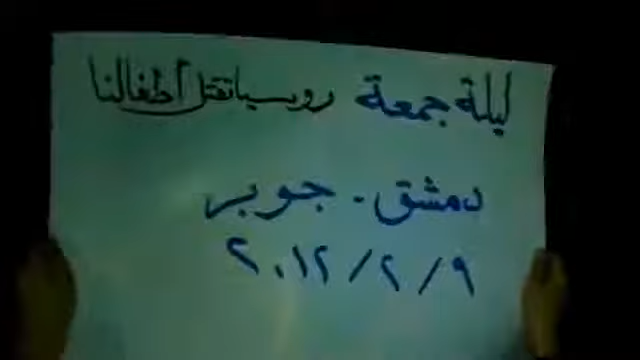 ليلة جمعة روسيا تقتل أطفالنا
دمشق - جوبر
٢٠١٢/٢/٩